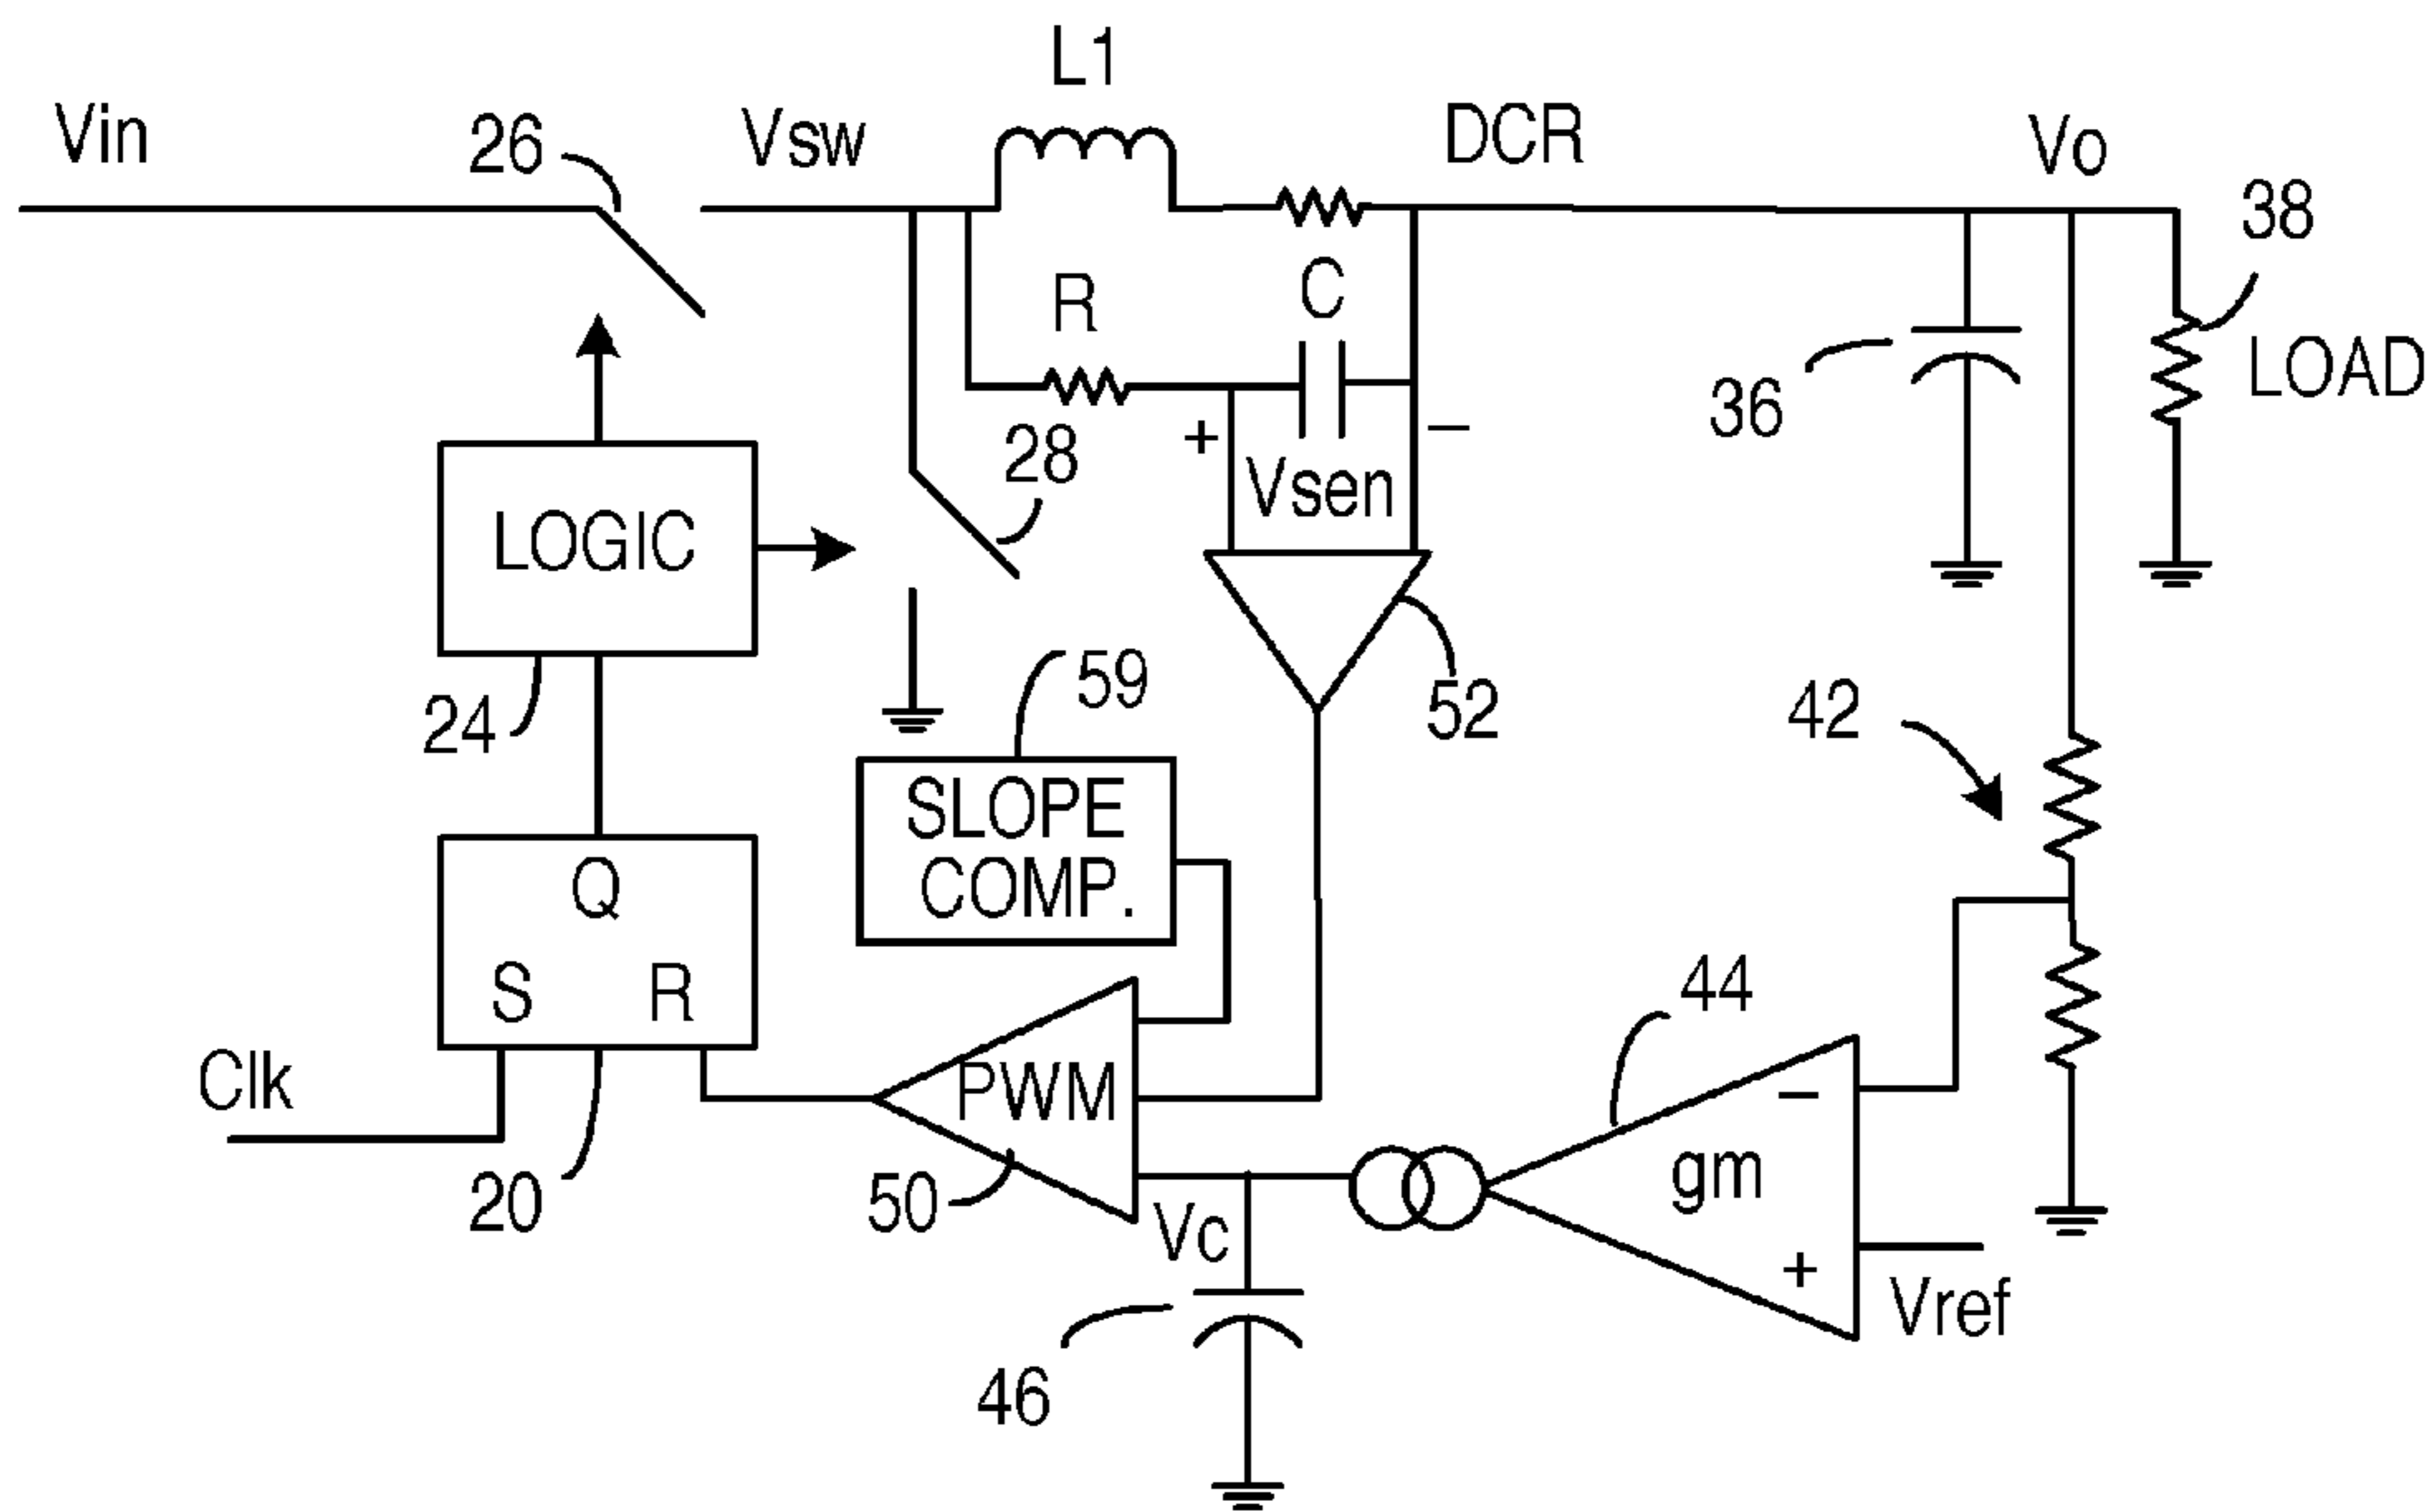 L1
Vin
26
Vsw
DCR
Vo
38
R
C
LOAD
36
+
−
28
Vsen
LOGIC
24
59
52
42
SLOPE
COMP.
Q
S
R
44
Clk
PWM
−
gm
20
50
Vc
+
Vref
46